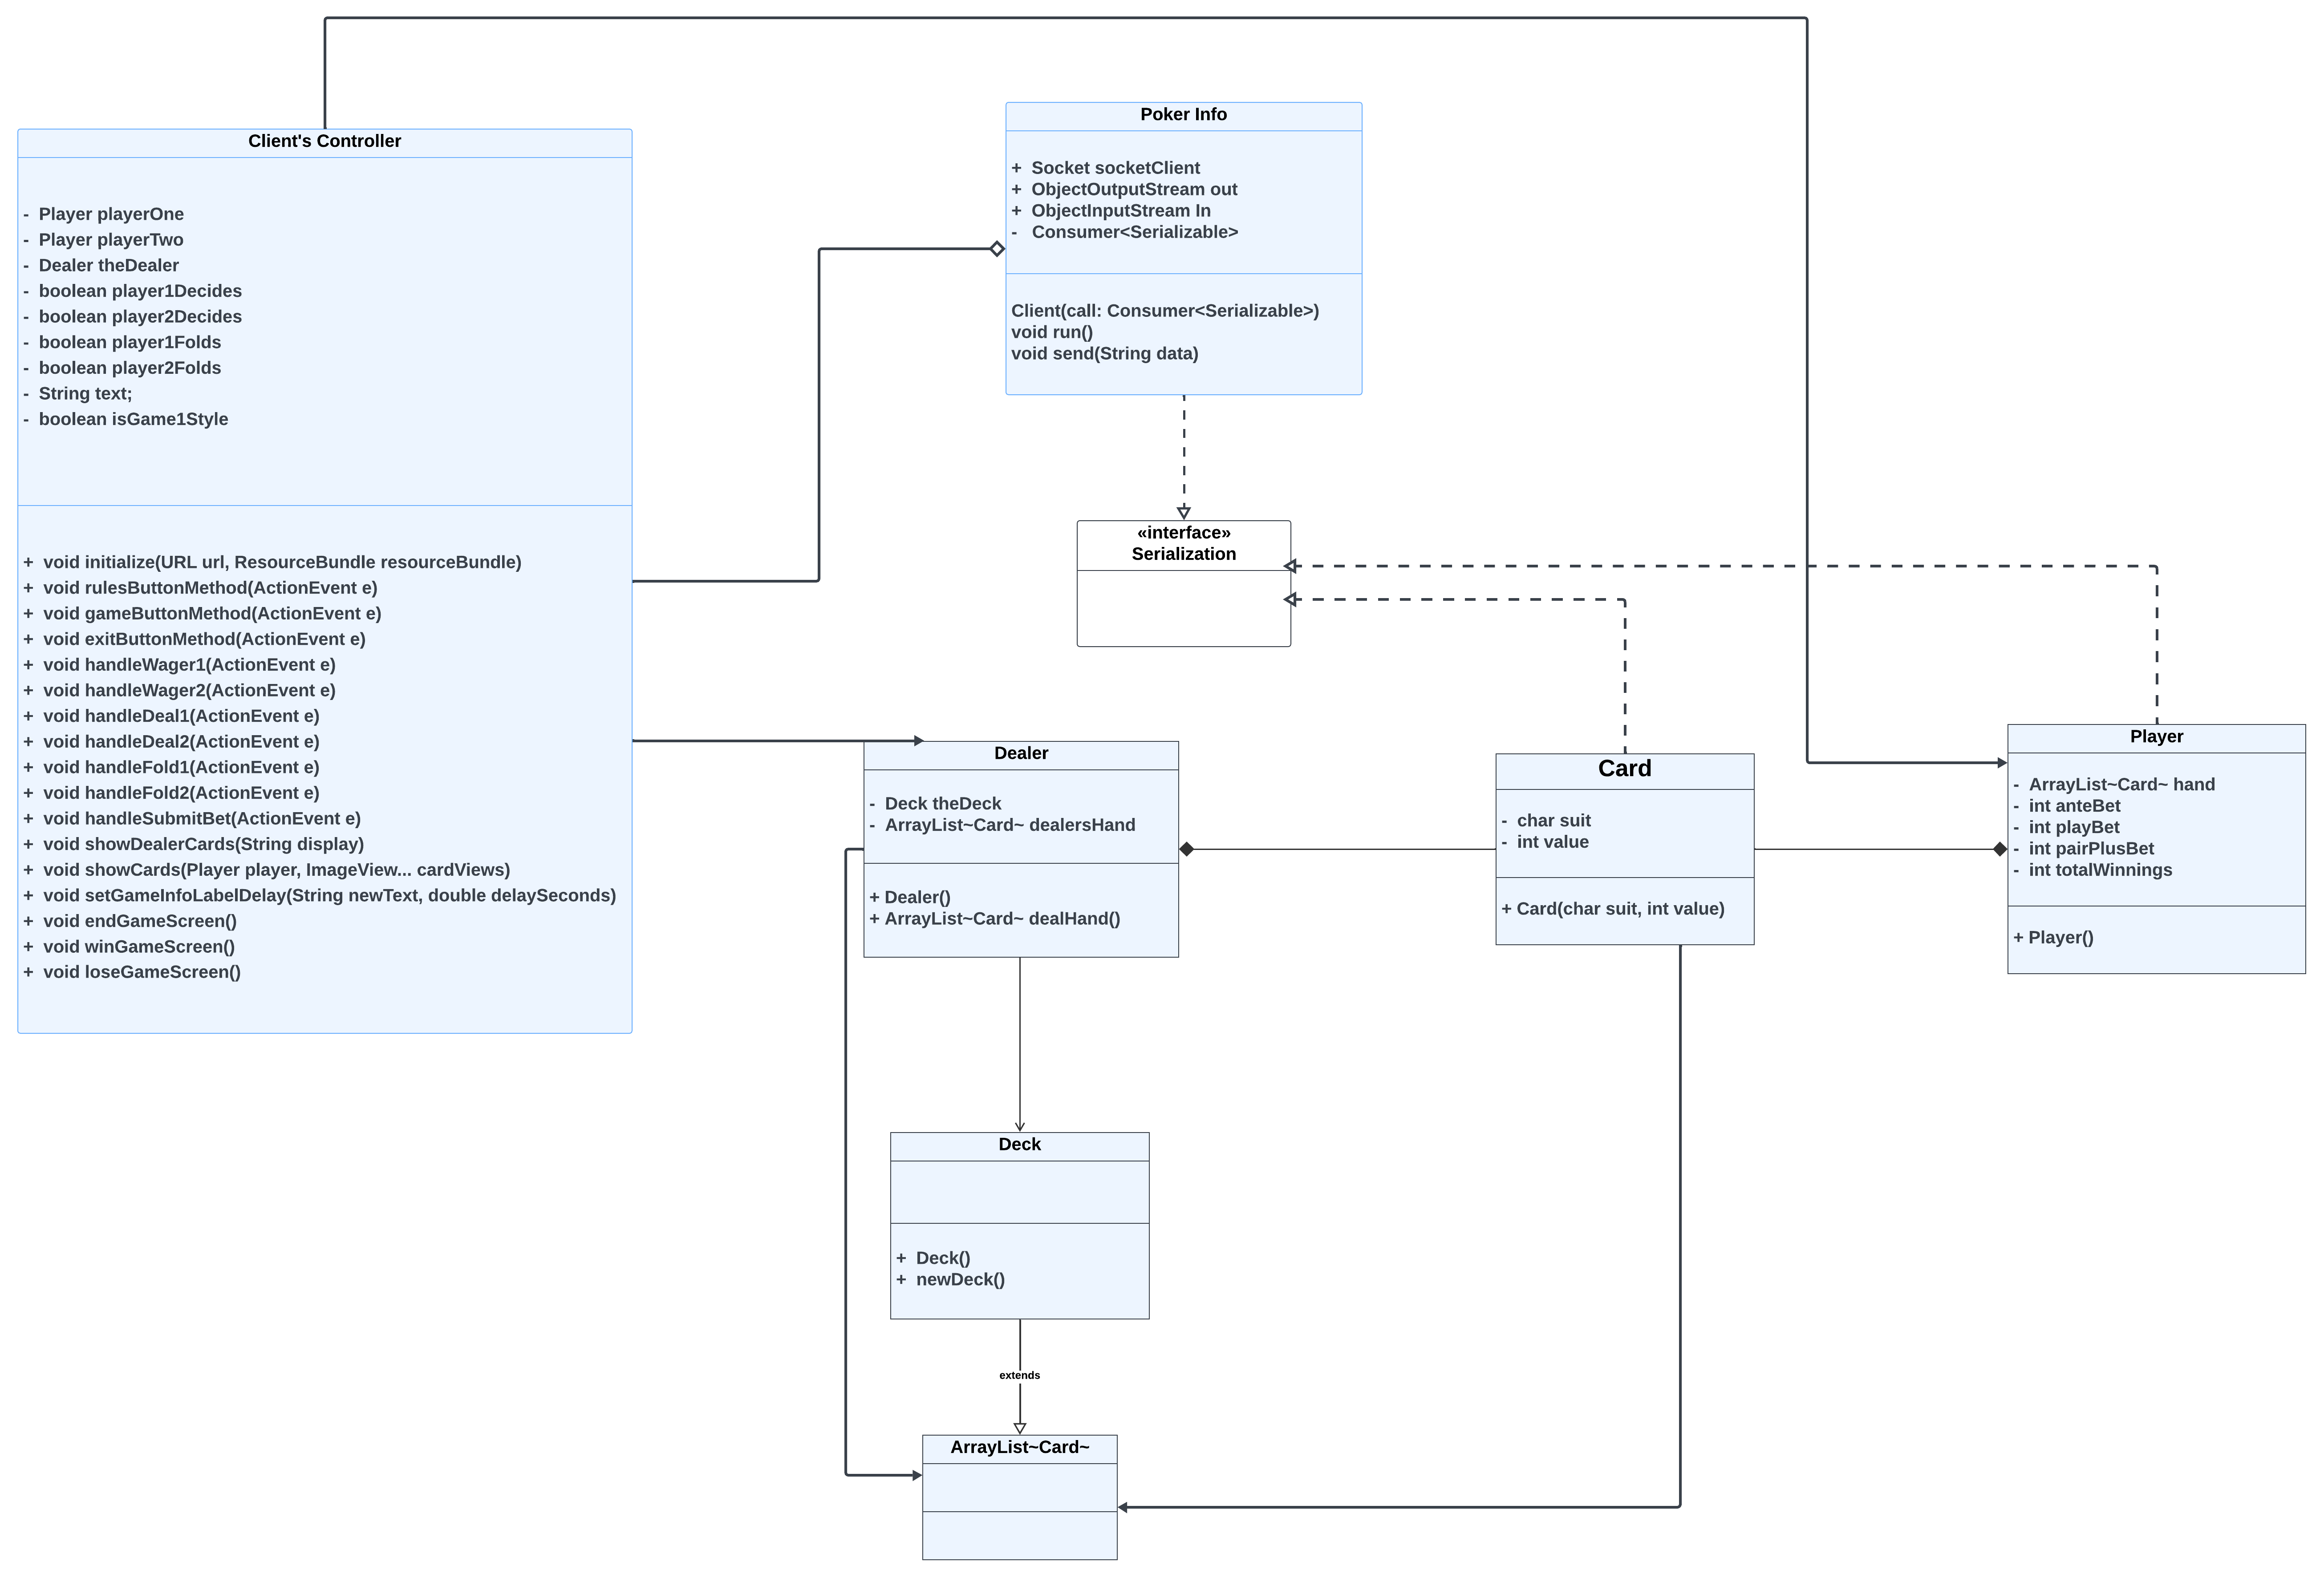 Client's Controller
- Player playerOne
- Player playerTwo
- Dealer theDealer
- boolean player1Decides
- boolean player2Decides
- boolean player1Folds
- boolean player2Folds
- String text;
- boolean isGame1Style
+ void initialize(URL url, ResourceBundle resourceBundle)
+ void rulesButtonMethod(ActionEvent e)
+ void gameButtonMethod(ActionEvent e)
+ void exitButtonMethod(ActionEvent e)
+ void handleWager1(ActionEvent e)
+ void handleWager2(ActionEvent e)
+ void handleDeal1(ActionEvent e)
+ void handleDeal2(ActionEvent e)
+ void handleFold1(ActionEvent e)
+ void handleFold2(ActionEvent e)
+ void handleSubmitBet(ActionEvent e)
+ void showDealerCards(String display)
+ void showCards(Player player, ImageView... cardViews)
+ void setGameInfoLabelDelay(String newText, double delaySeconds)
+ void endGameScreen()
+ void winGameScreen()
+ void loseGameScreen()
Poker Info
+ Socket socketClient
+ ObjectOutputStream out
+ ObjectInputStream In
- Consumer<Serializable>
Client(call: Consumer<Serializable>)
void run()
void send(String data)
«interface»
Serialization
Dealer
- Deck theDeck
- ArrayList~Card~ dealersHand
+ Dealer()
+ ArrayList~Card~ dealHand()
Card
- char suit
- int value
+ Card(char suit, int value)
Player
- ArrayList~Card~ hand
- int anteBet
- int playBet
- int pairPlusBet
- int totalWinnings
+ Player()
Deck
+ Deck()
+ newDeck()
extends
ArrayList~Card~